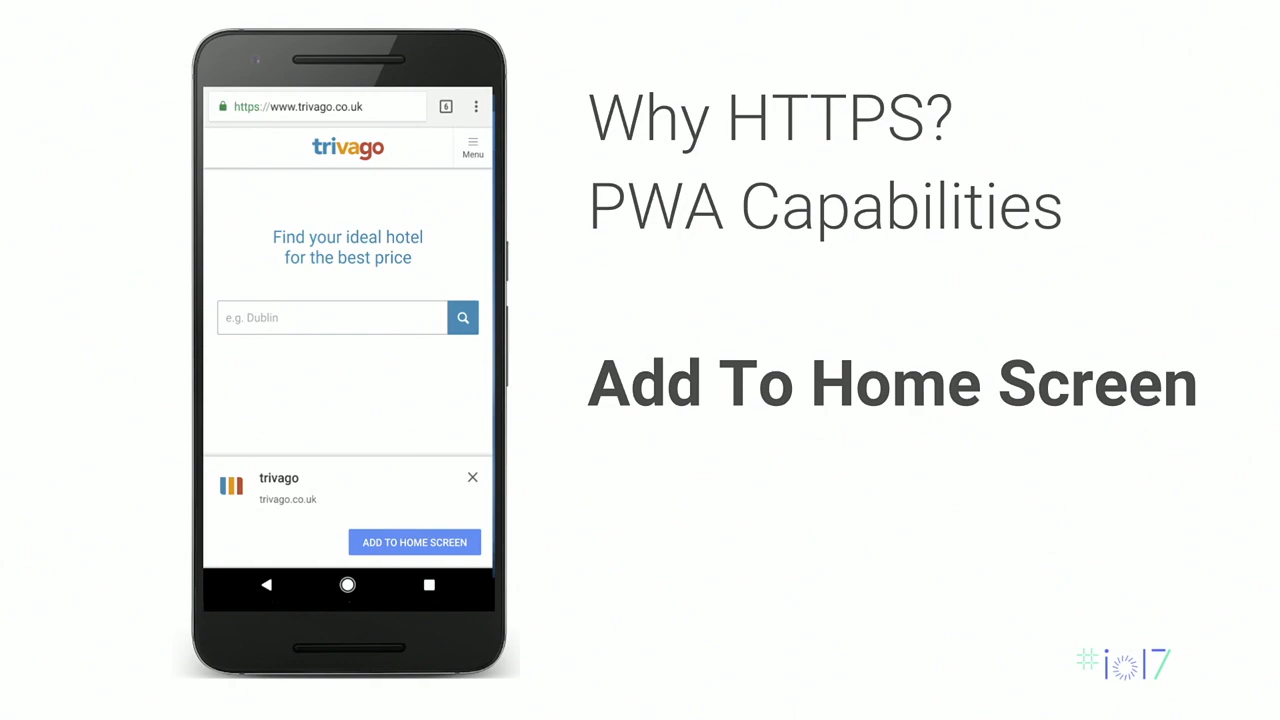 https://www.trivago.co.uk
6
trivago
Menu
Find your ideal hotel
for the best price
e.g. Dublin
trivago
trivago.co.uk
ADD TO HOME SCREEN
Why HTTPS?
PWA Capabilities
Add To Home Screen
#io17